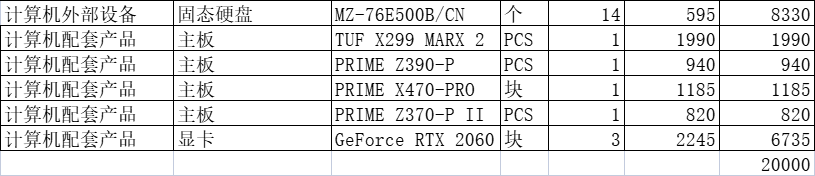 计算机外部设备 固态硬盘 MZ-76E500B/CN 个 14 595 8330
计算机配套产品 主板 TUF X299 MARX 2 PCS 1 1990 1990
计算机配套产品 主板 PRIME Z390-P PCS 1 940 940
计算机配套产品 主板 PRIME X470-PRO 块 1 1185 1185
计算机配套产品 主板 PRIME Z370-P II PCS 1 820 820
计算机配套产品 显卡 GeForce RTX 2060 块 3 2245 6735
20000